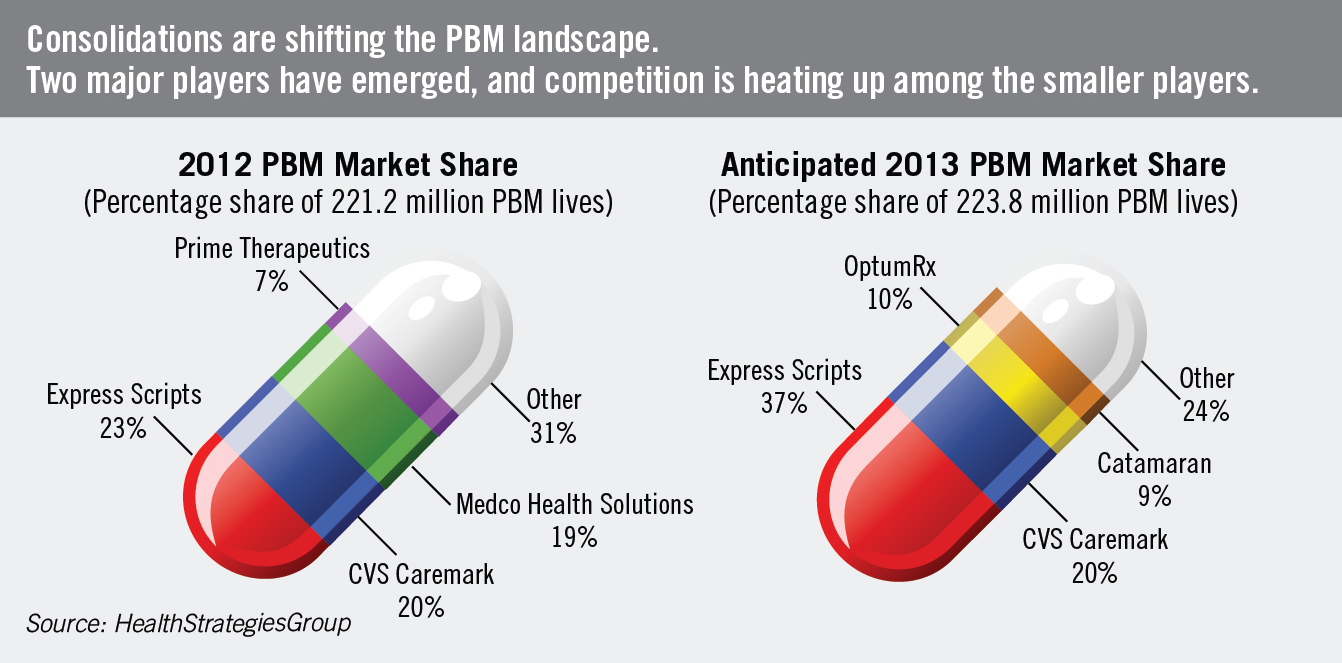 Consolidations are shifting the PBM landscape.
Two major players have emerged, and competition is heating up among the smaller players.
2012 PBM Market Share
(Percentage share of 221.2 million PBM lives)
Prime Therapeutics
7%
Express Scripts
23%
Other
31%
Medco Health Solutions
19%
CVS Caremark
20%
Anticipated 2013 PBM Market Share
(Percentage share of 223.8 million PBM lives)
OptumRx
10%
Express Scripts
37%
Other
24%
Catamaran
9%
CVS Caremark
20%
Source: HealthStrategiesGroup